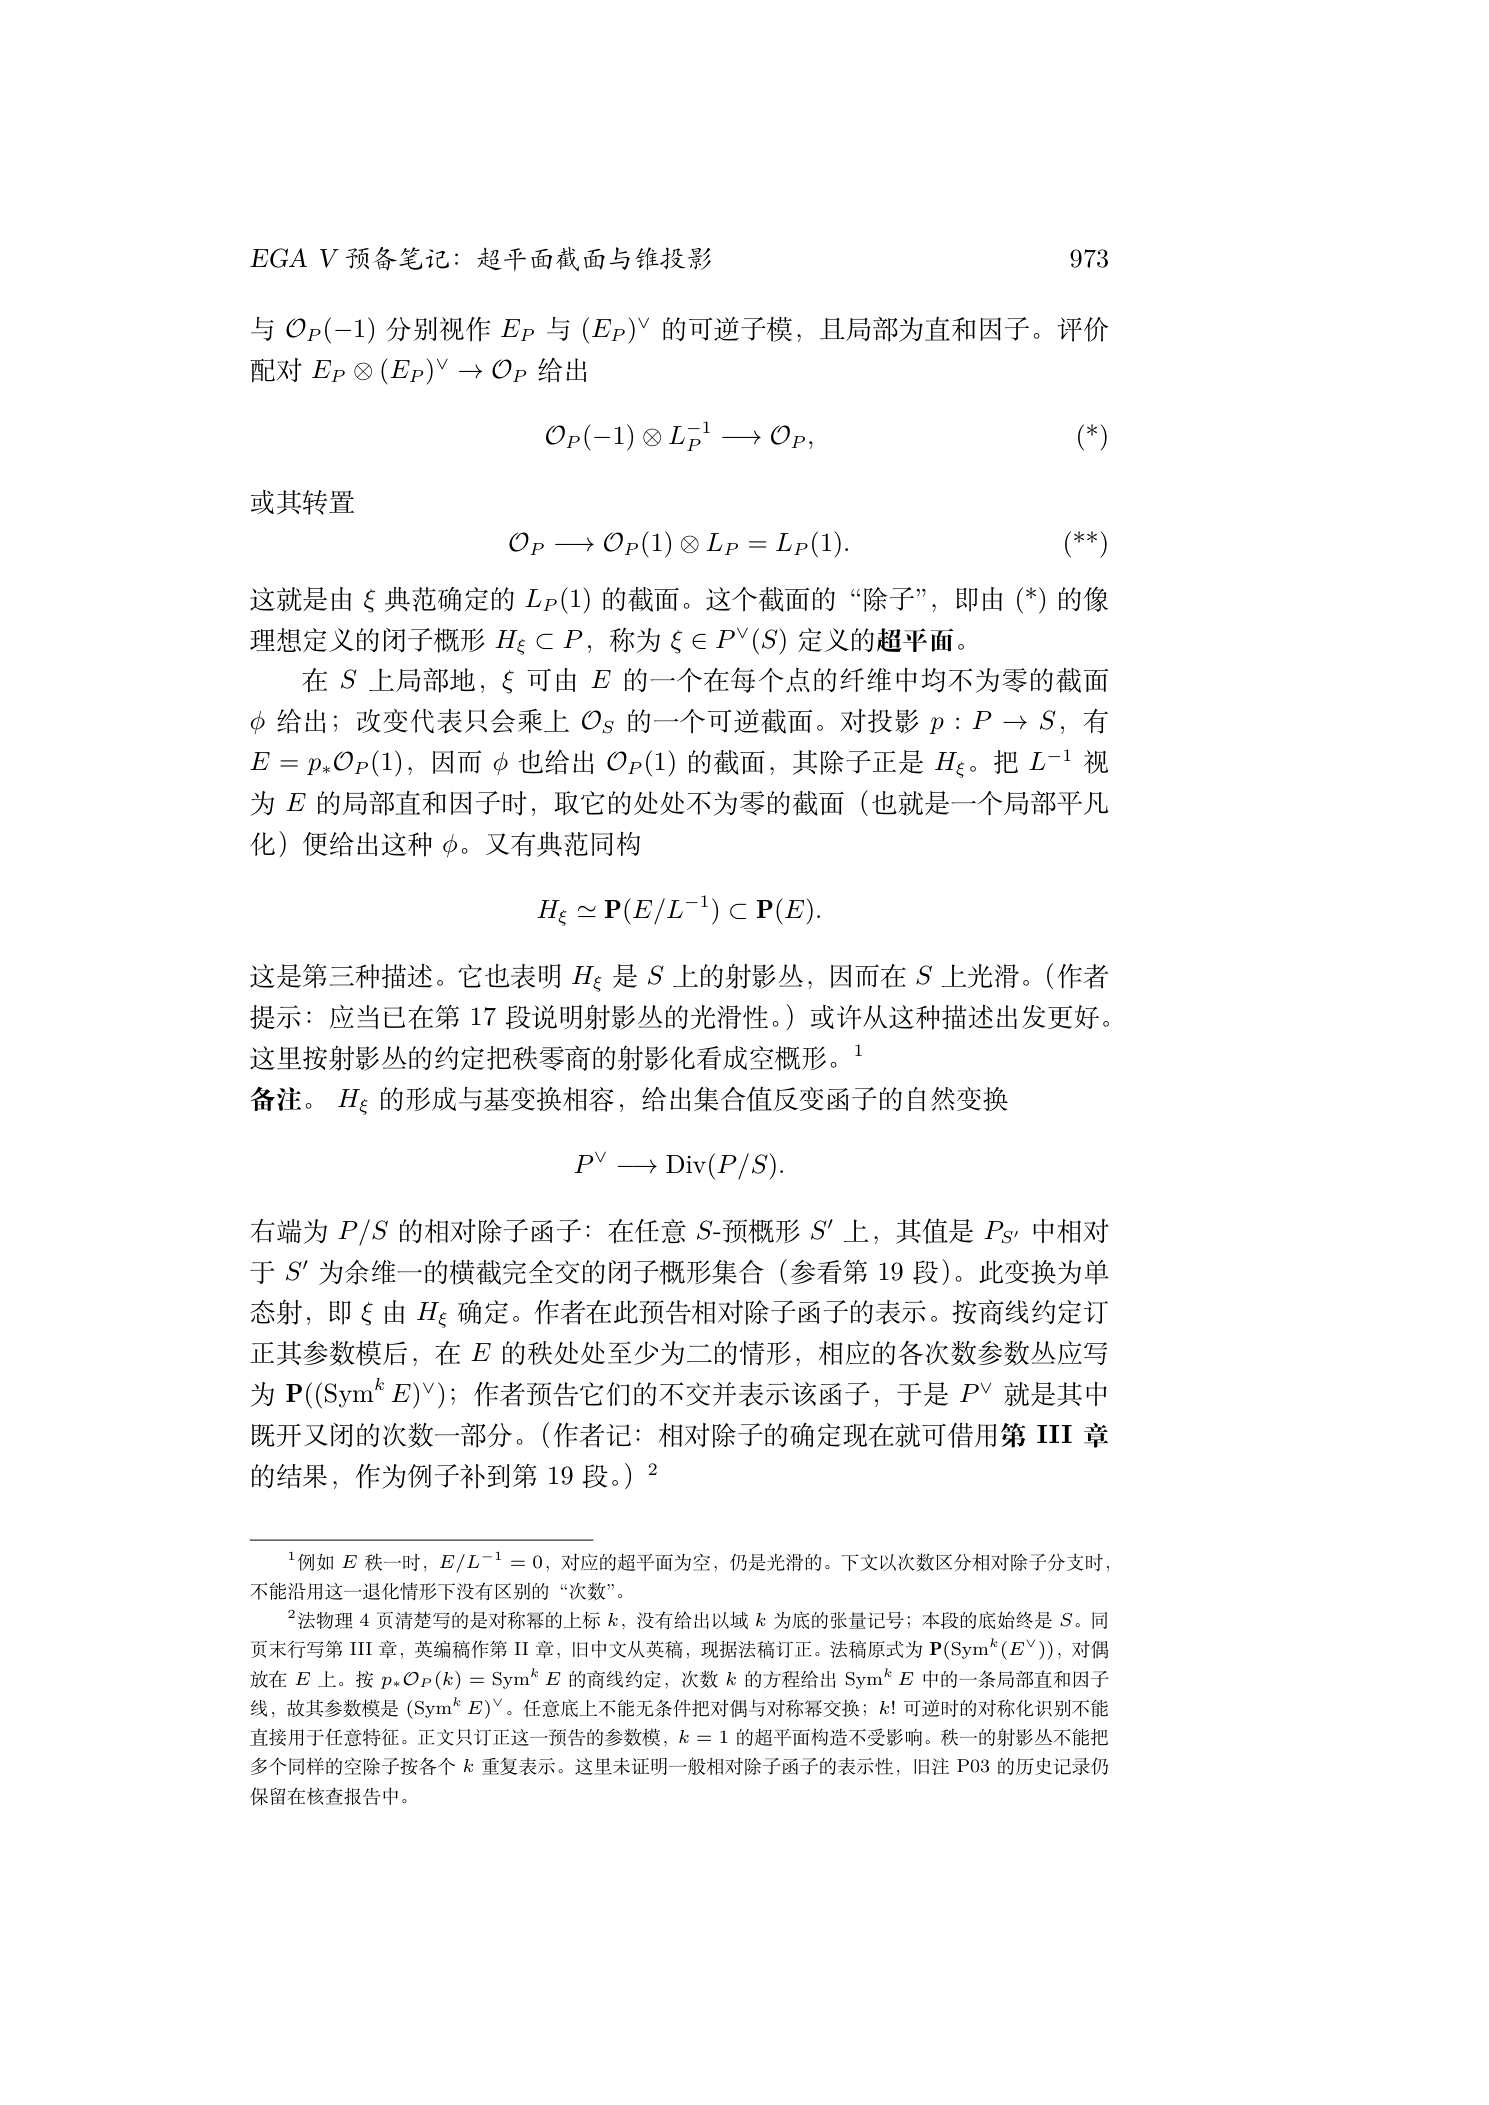 EGA V 预备笔记：超平面截面与锥投影 973
与 𝒪_P(−1) 分别视作 E_P 与 (E_P)^∨ 的可逆子模，且局部为直和因子。评价
配对 E_P ⊗ (E_P)^∨ → 𝒪_P 给出
𝒪_P(−1) ⊗ L_P^{−1} ⟶ 𝒪_P, (*)
或其转置
𝒪_P ⟶ 𝒪_P(1) ⊗ L_P = L_P(1). (**)
这就是由 ξ 典范确定的 L_P(1) 的截面。这个截面的“除子”，即由 (*) 的像
理想定义的闭子概形 H_ξ ⊂ P，称为 ξ ∈ P^∨(S) 定义的超平面。
在 S 上局部地，ξ 可由 E 的一个在每个点的纤维中均不为零的截面
ϕ 给出；改变代表只会乘上 𝒪_S 的一个可逆截面。对投影 p : P → S，有
E = p_*𝒪_P(1)，因而 ϕ 也给出 𝒪_P(1) 的截面，其除子正是 H_ξ。把 L^{−1} 视
为 E 的局部直和因子时，取它的处处不为零的截面（也就是一个局部平凡
化）便给出这种 ϕ。又有典范同构
H_ξ ≃ P(E/L^{−1}) ⊂ P(E).
这是第三种描述。它也表明 H_ξ 是 S 上的射影丛，因而在 S 上光滑。（作者
提示：应当已在第 17 段说明射影丛的光滑性。）或许从这种描述出发更好。
这里按射影丛的约定把秩零商的射影化看成空概形。¹
备注。 H_ξ 的形成与基变换相容，给出集合值反变函子的自然变换
P^∨ ⟶ Div(P/S).
右端为 P/S 的相对除子函子：在任意 S-预概形 S′ 上，其值是 P_{S′} 中相对
于 S′ 为余维一的横截完全交的闭子概形集合（参看第 19 段）。此变换为单
态射，即 ξ 由 H_ξ 确定。作者在此预告相对除子函子的表示。按商线约定订
正其参数模后，在 E 的秩处处至少为二的情形，相应的各次数参数丛应写
为 P((Sym^k E)^∨)；作者预告它们的不交并表示该函子，于是 P^∨ 就是其中
既开又闭的次数一部分。（作者记：相对除子的确定现在就可借用第 III 章
的结果，作为例子补到第 19 段。）²
¹例如 E 秩一时，E/L^{−1} = 0，对应的超平面为空，仍是光滑的。下文以次数区分相对除子分支时，
不能沿用这一退化情形下没有区别的“次数”。
²法物理 4 页清楚写的是对称幂的上标 k，没有给出以域 k 为底的张量记号；本段的底始终是 S。同
页末行写第 III 章，英编稿作第 II 章，旧中文从英稿，现据法稿订正。法稿原式为 P(Sym^k(E^∨))，对偶
放在 E 上。按 p_*𝒪_P(k) = Sym^k E 的商线约定，次数 k 的方程给出 Sym^k E 中的一条局部直和因子
线，故其参数模是 (Sym^k E)^∨。任意底上不能无条件把对偶与对称幂交换；k! 可逆时的对称化识别不能
直接用于任意特征。正文只订正这一预告的参数模，k = 1 的超平面构造不受影响。秩一的射影丛不能把
多个同样的空除子按各个 k 重复表示。这里未证明一般相对除子函子的表示性，旧注 P03 的历史记录仍
保留在核查报告中。